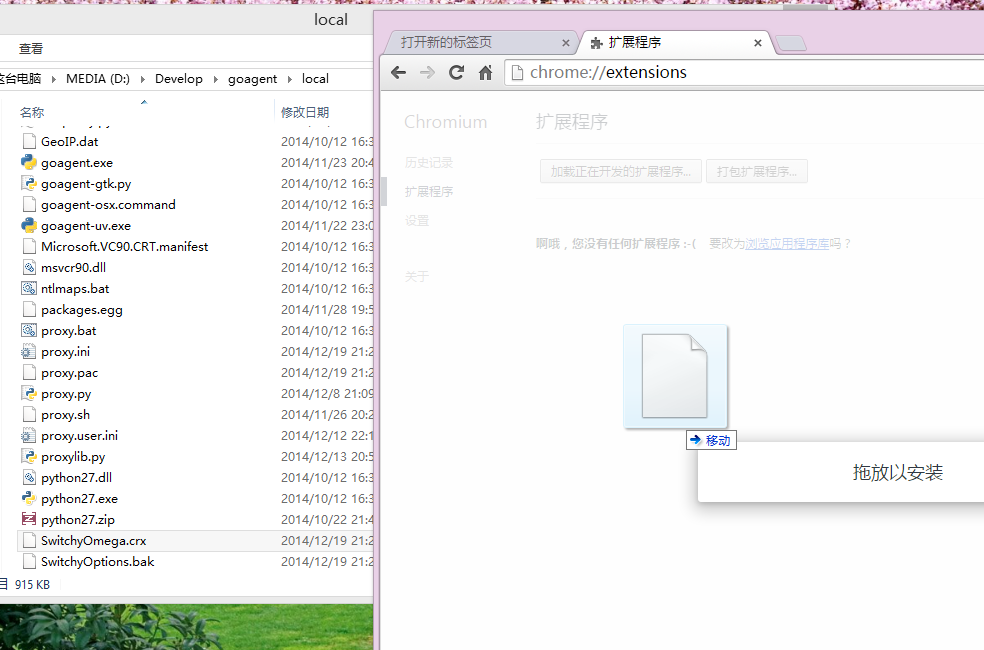 local
查看
这台电脑 MEDIA (D:) Develop goagent local
名称 修改日期
GeoIP.dat 2014/10/12 16:3
goagent.exe 2014/11/23 20:4
goagent-gtk.py 2014/10/12 16:3
goagent-osx.command 2014/10/12 16:3
goagent-uv.exe 2014/11/22 23:0
Microsoft.VC90.CRT.manifest 2014/10/12 16:3
msvcr90.dll 2014/10/12 16:3
ntlmaps.bat 2014/10/12 16:3
packages.egg 2014/11/28 19:5
proxy.bat 2014/10/12 16:3
proxy.ini 2014/12/19 21:2
proxy.pac 2014/12/19 21:2
proxy.py 2014/12/8 21:09
proxy.sh 2014/11/26 20:2
proxy.user.ini 2014/12/12 22:1
proxylib.py 2014/12/13 20:5
python27.dll 2014/10/12 16:3
python27.exe 2014/10/12 16:3
python27.zip 2014/10/22 21:4
SwitchyOmega.crx 2014/12/19 21:2
SwitchyOptions.bak 2014/12/19 21:2
915 KB
打开新的标签页
扩展程序
chrome://extensions
Chromium
历史记录
扩展程序
设置
关于
扩展程序
加载正在开发的扩展程序... 打包扩展程序...
啊哦，您没有任何扩展程序 :-( 要改为浏览应用程序库吗？
移动
拖放以安装